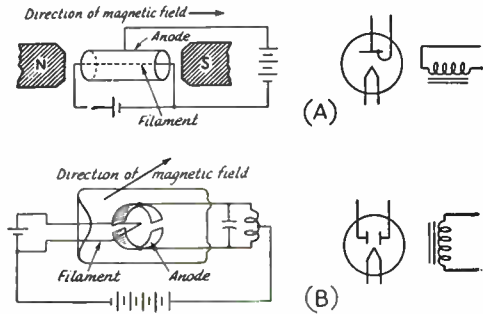 Direction of magnetic field
Anode
N
S
Filament
(A)
Direction of magnetic field
Filament
Anode
(B)